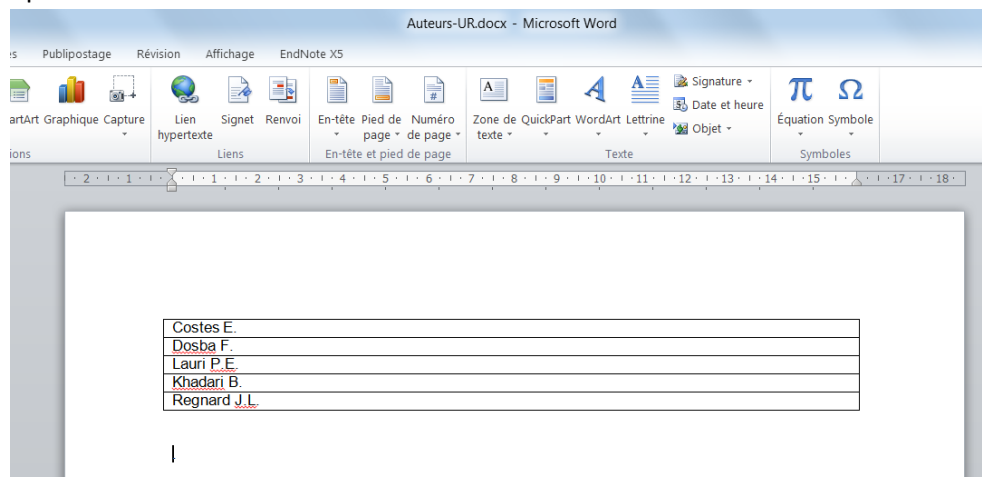 Auteurs-UR.docx - Microsoft Word
Publipostage Révision Affichage EndNote X5
artArt Graphique Capture Lien hypertexte Signet Renvoi En-tête Pied de page Numéro de page Zone de texte QuickPart WordArt Lettrine Signature Date et heure Objet Équation Symbole
ions Liens En-tête et pied de page Texte Symboles
2 1 1 2 3 4 5 6 7 8 9 10 11 12 13 14 15 17 18
Costes E.
Dosba F.
Lauri P.E.
Khadari B.
Regnard J.L.